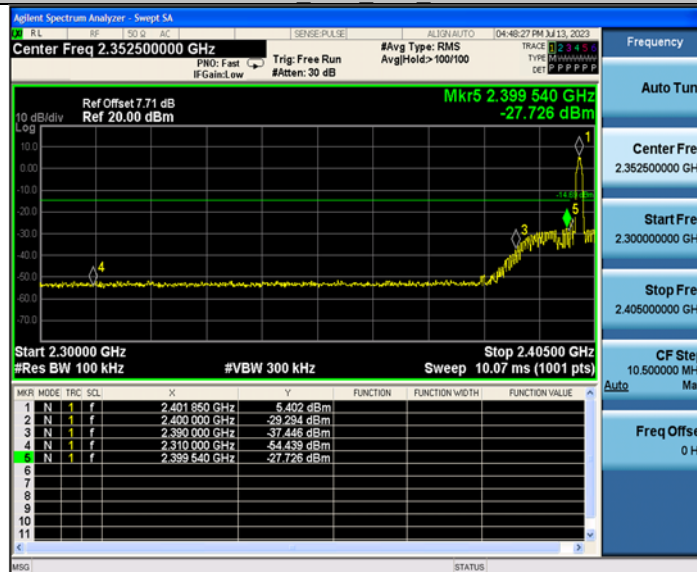 Agilent Spectrum Analyzer - Swept SA
RL RF 50 Ω AC SENSE:PULSE ALIGN AUTO 04:48:27 PM Jul 13, 2023
Center Freq 2.352500000 GHz
PNO: Fast
IFGain:Low
Trig: Free Run
#Atten: 30 dB
#Avg Type: RMS
Avg|Hold:>100/100
TRACE 1 2 3 4 5 6
TYPE M
DET P P P P P P
Frequency
Auto Tun
Center Fre
2.352500000 GH
Start Fre
2.300000000 GH
Stop Fre
2.405000000 GH
CF Ste
10.500000 MH
Auto Ma
Freq Offse
0 H
Ref Offset 7.71 dB
10 dB/div Ref 20.00 dBm
Log
Mkr5 2.399 540 GHz
-27.726 dBm
10.0
0.00
-10.0
-20.0
-30.0
-40.0
-50.0
-60.0
-70.0
1
5
3
4
Start 2.30000 GHz Stop 2.40500 GHz
#Res BW 100 kHz #VBW 300 kHz Sweep 10.07 ms (1001 pts)
MKR MODE TRC SCL X Y FUNCTION FUNCTION WIDTH FUNCTION VALUE
1 N 1 f 2.401 850 GHz 5.402 dBm
2 N 1 f 2.400 000 GHz -29.294 dBm
3 N 1 f 2.390 000 GHz -37.446 dBm
4 N 1 f 2.310 000 GHz -54.439 dBm
5 N 1 f 2.399 540 GHz -27.726 dBm
6
7
8
9
10
11
MSG STATUS